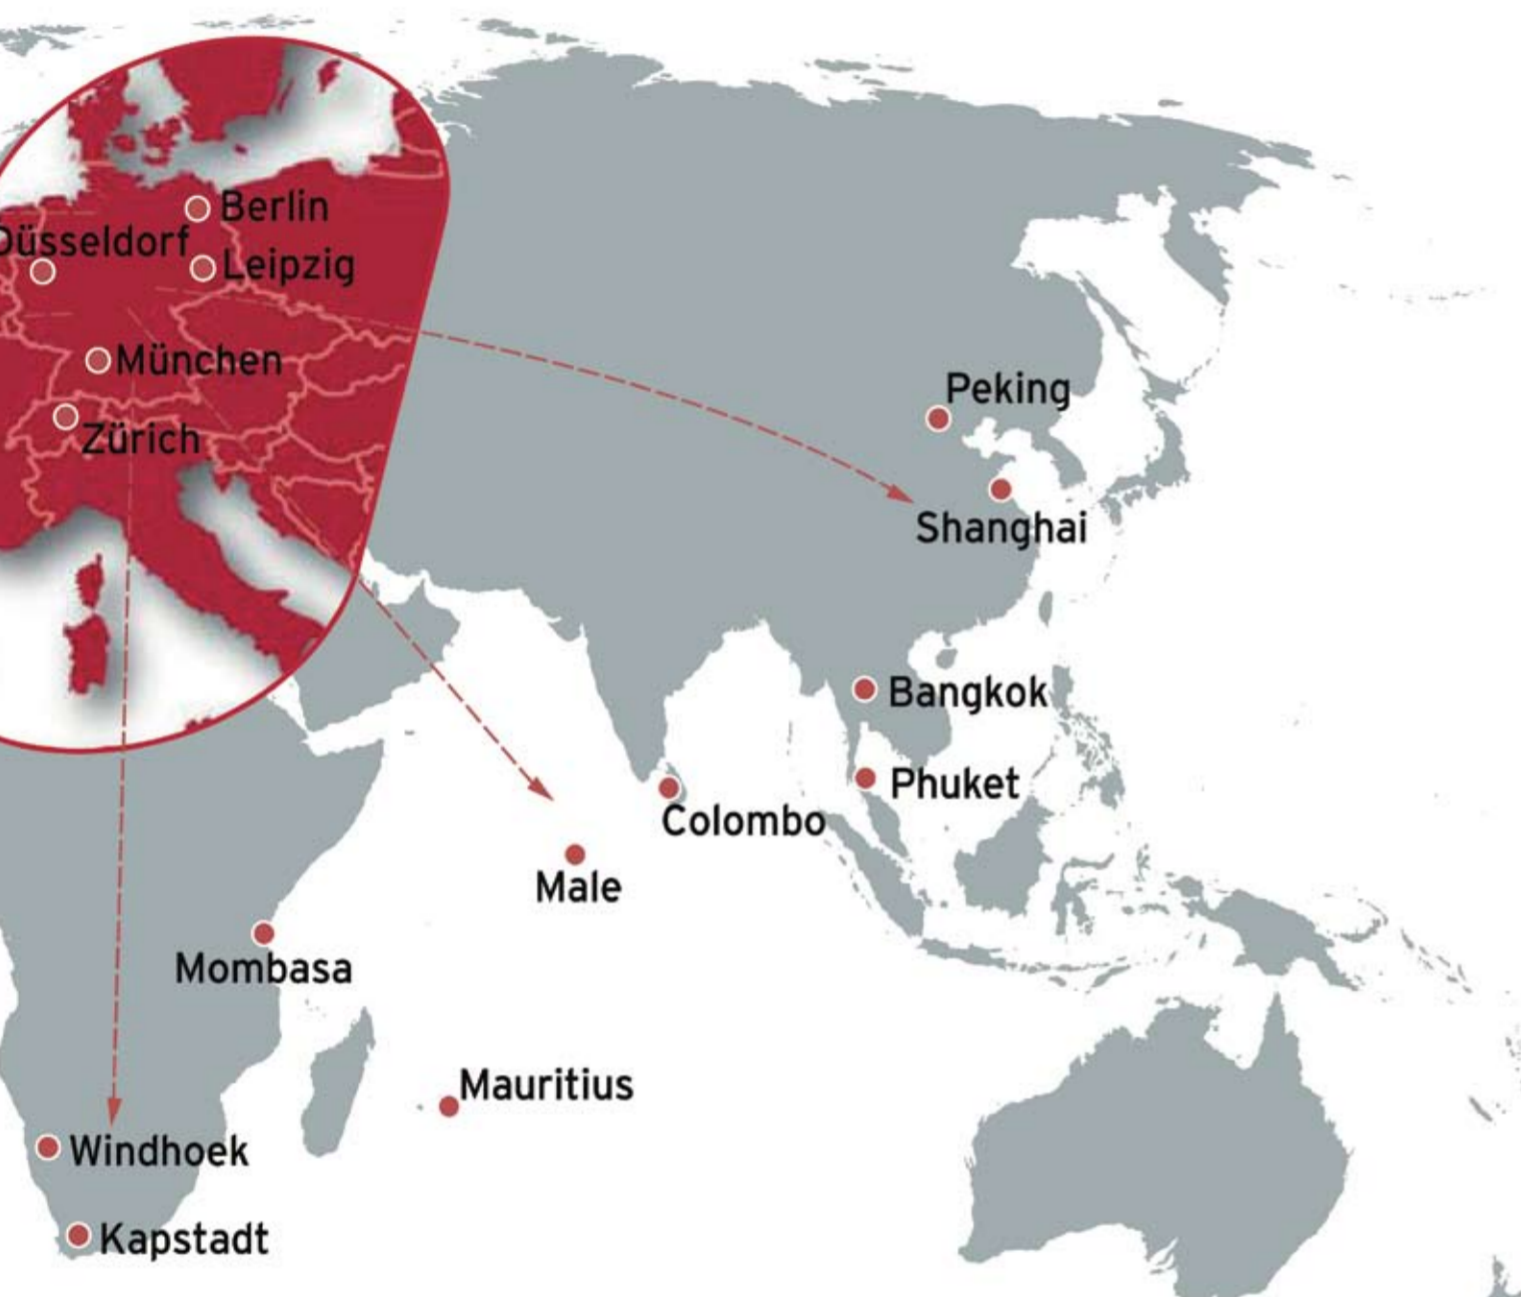 Berlin
Düsseldorf
Leipzig
München
Zürich
Peking
Shanghai
Bangkok
Phuket
Colombo
Male
Mombasa
Mauritius
Windhoek
Kapstadt